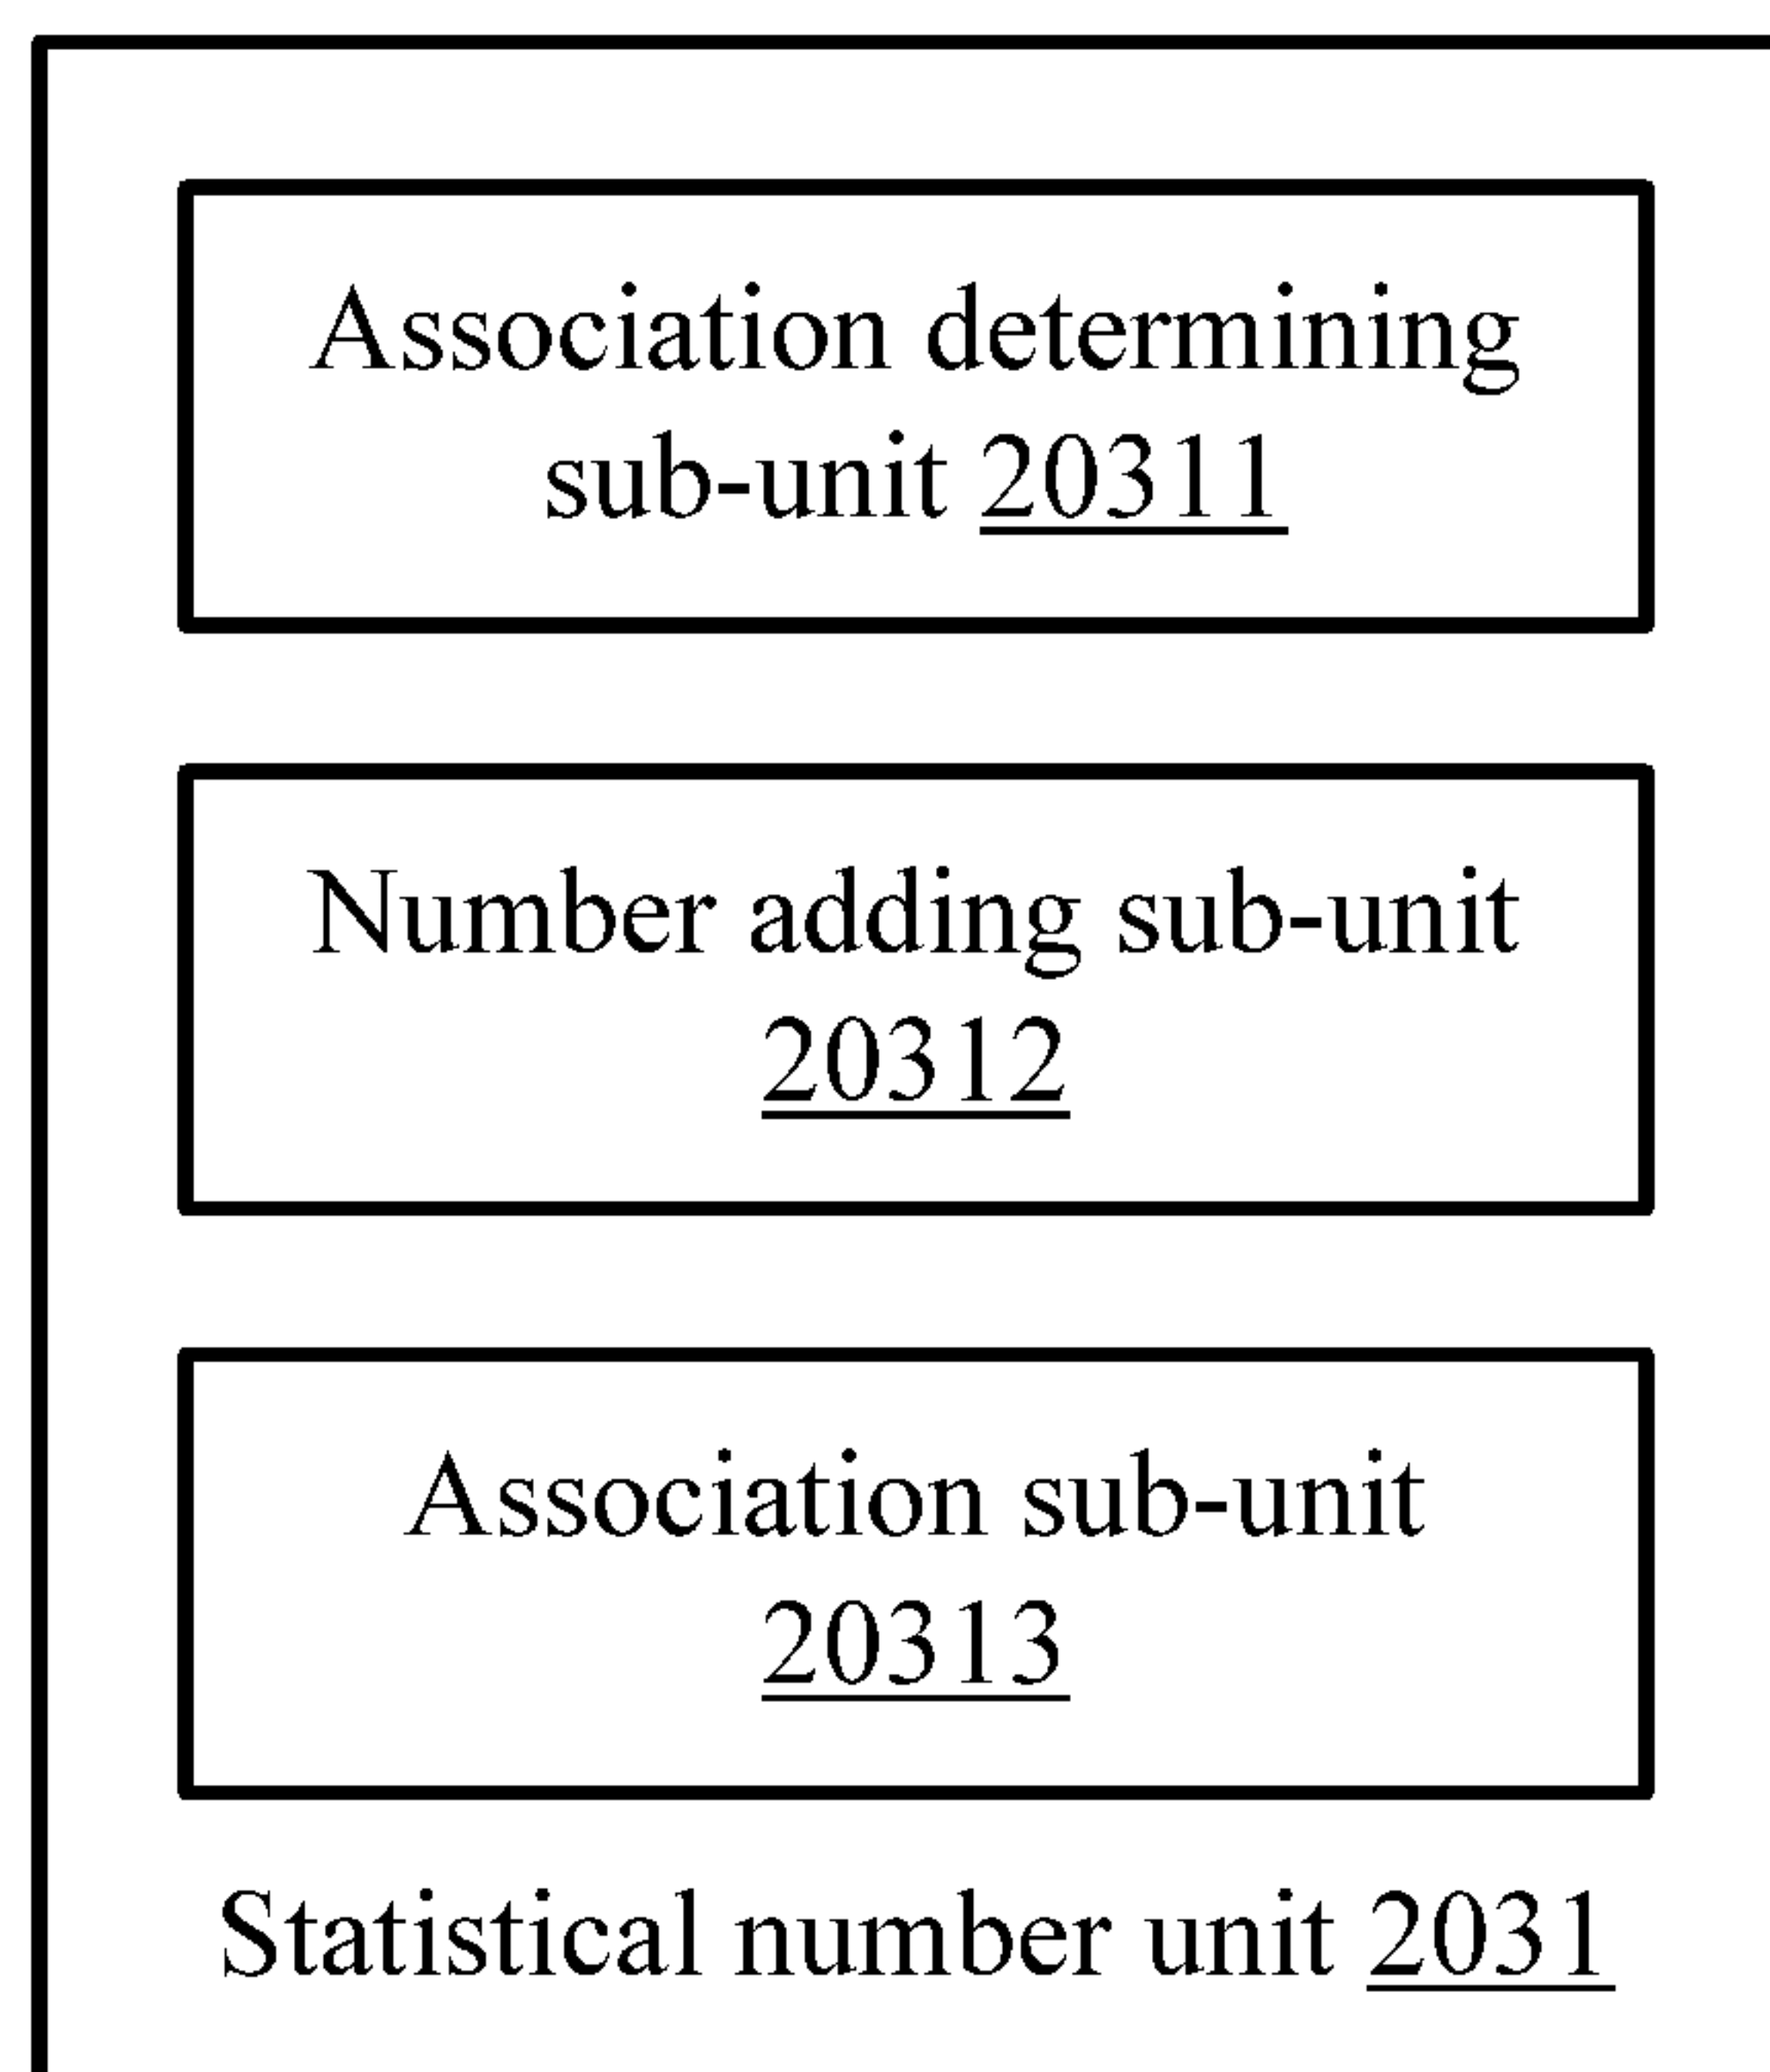 Association determining
sub-unit 20311
Number adding sub-unit
20312
Association sub-unit
20313
Statistical number unit 2031